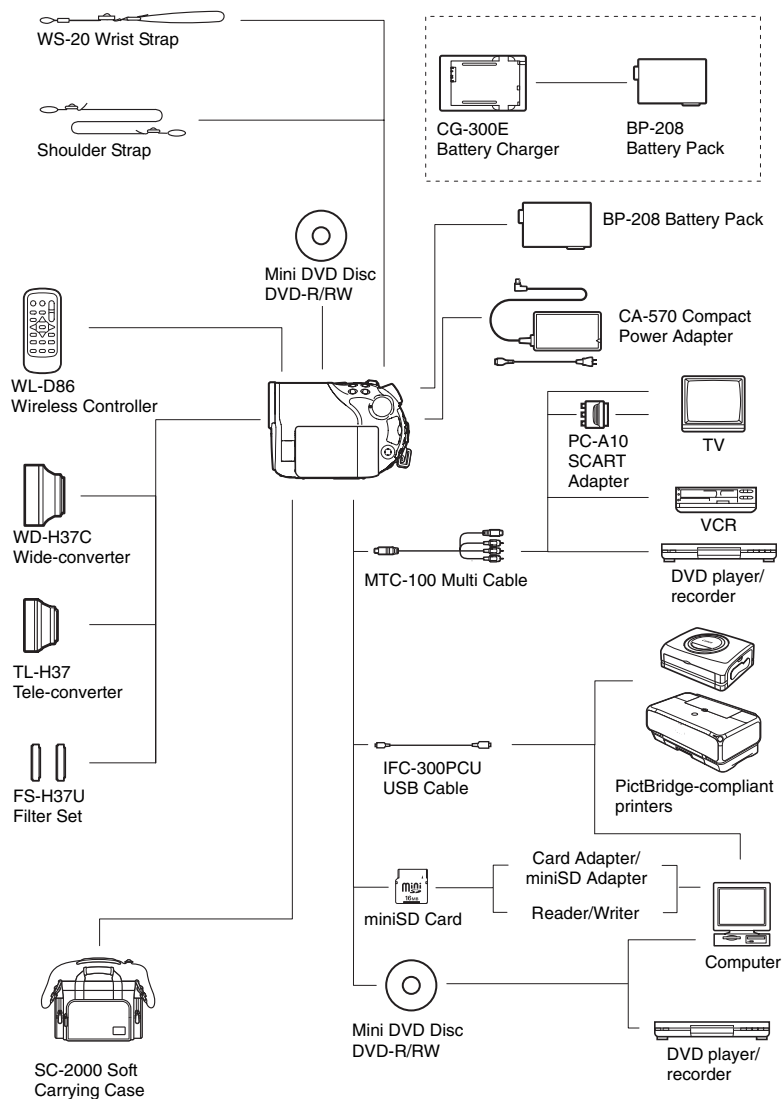 WS-20 Wrist Strap
Shoulder Strap
CG-300E
Battery Charger
BP-208
Battery Pack
Mini DVD Disc
DVD-R/RW
BP-208 Battery Pack
CA-570 Compact
Power Adapter
WL-D86
Wireless Controller
PC-A10
SCART
Adapter
TV
WD-H37C
Wide-converter
VCR
MTC-100 Multi Cable
DVD player/
recorder
TL-H37
Tele-converter
FS-H37U
Filter Set
IFC-300PCU
USB Cable
PictBridge-compliant
printers
mini
16MB
miniSD Card
Card Adapter/
miniSD Adapter
Reader/Writer
Computer
Mini DVD Disc
DVD-R/RW
DVD player/
recorder
SC-2000 Soft
Carrying Case